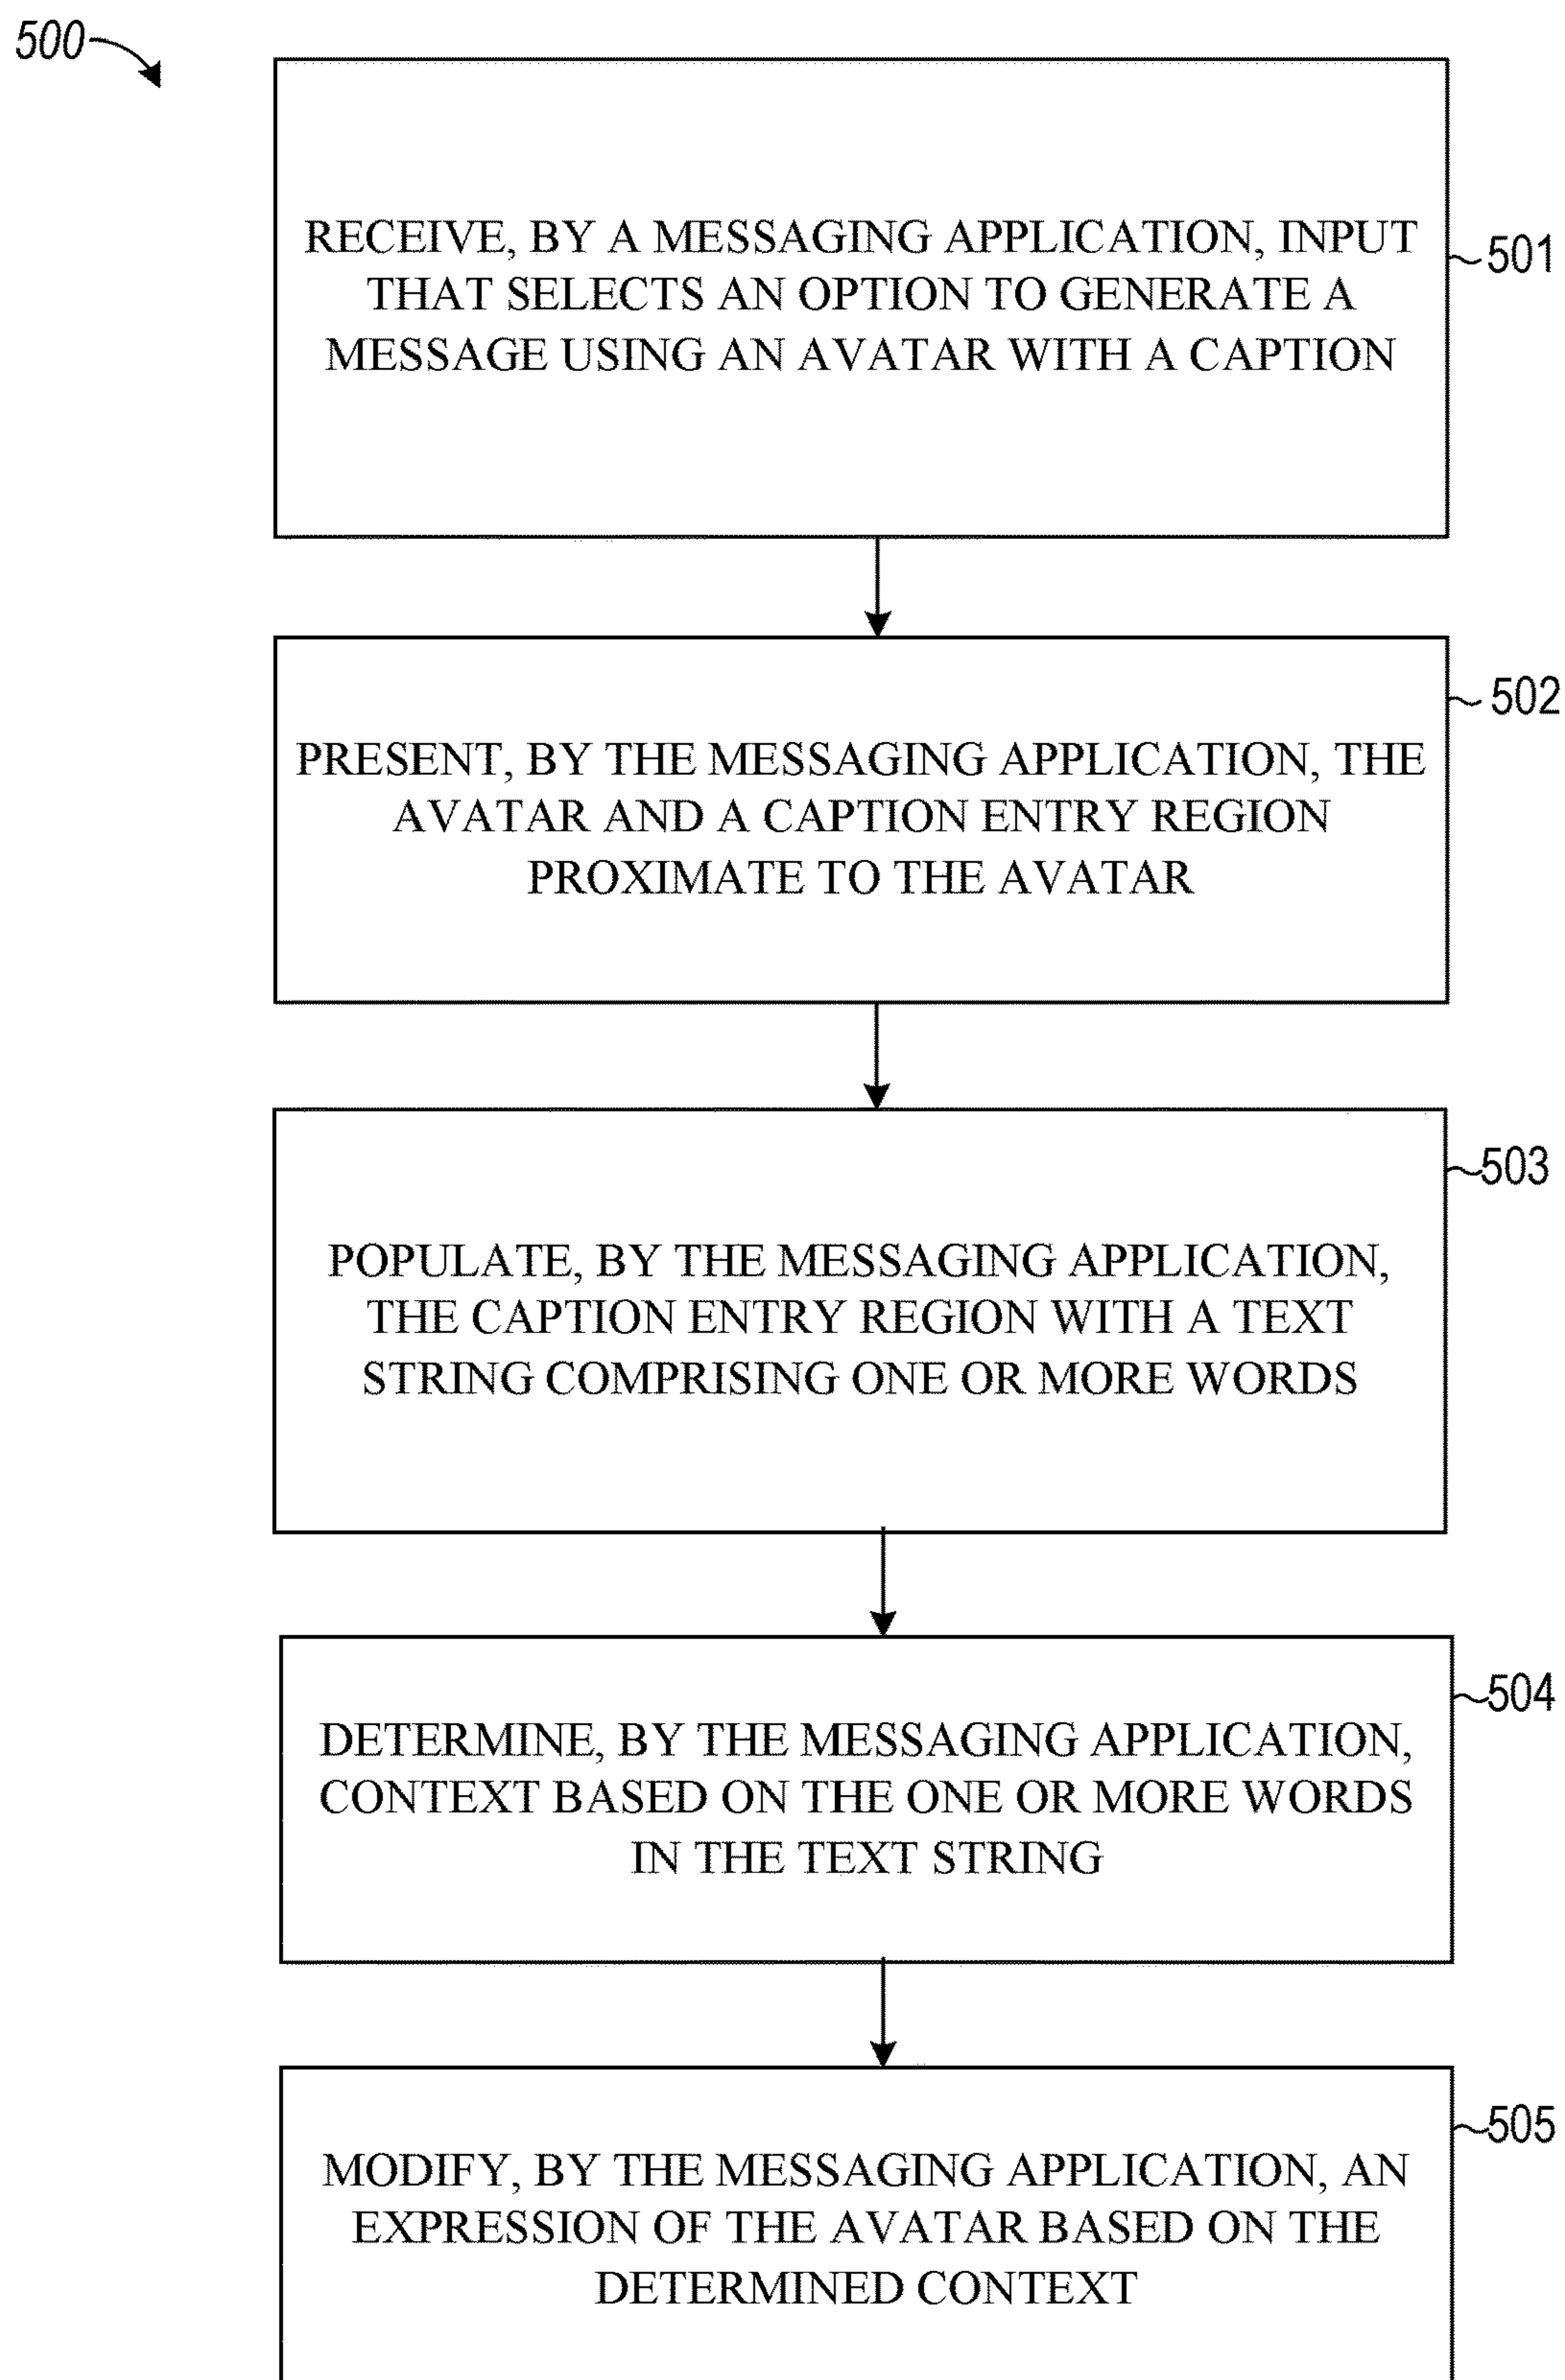 500
RECEIVE, BY A MESSAGING APPLICATION, INPUT
THAT SELECTS AN OPTION TO GENERATE A
MESSAGE USING AN AVATAR WITH A CAPTION
501
PRESENT, BY THE MESSAGING APPLICATION, THE
AVATAR AND A CAPTION ENTRY REGION
PROXIMATE TO THE AVATAR
502
POPULATE, BY THE MESSAGING APPLICATION,
THE CAPTION ENTRY REGION WITH A TEXT
STRING COMPRISING ONE OR MORE WORDS
503
DETERMINE, BY THE MESSAGING APPLICATION,
CONTEXT BASED ON THE ONE OR MORE WORDS
IN THE TEXT STRING
504
MODIFY, BY THE MESSAGING APPLICATION, AN
EXPRESSION OF THE AVATAR BASED ON THE
DETERMINED CONTEXT
505